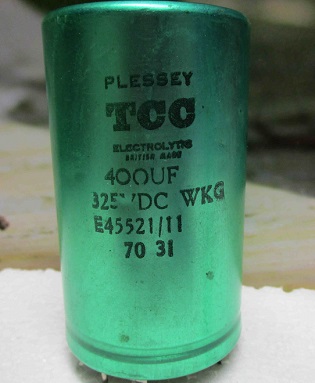 PLESSEY
TCC
ELECTROLYTIC
BRITISH MADE
400UF
325VDC WKG
E45521/11
70 31